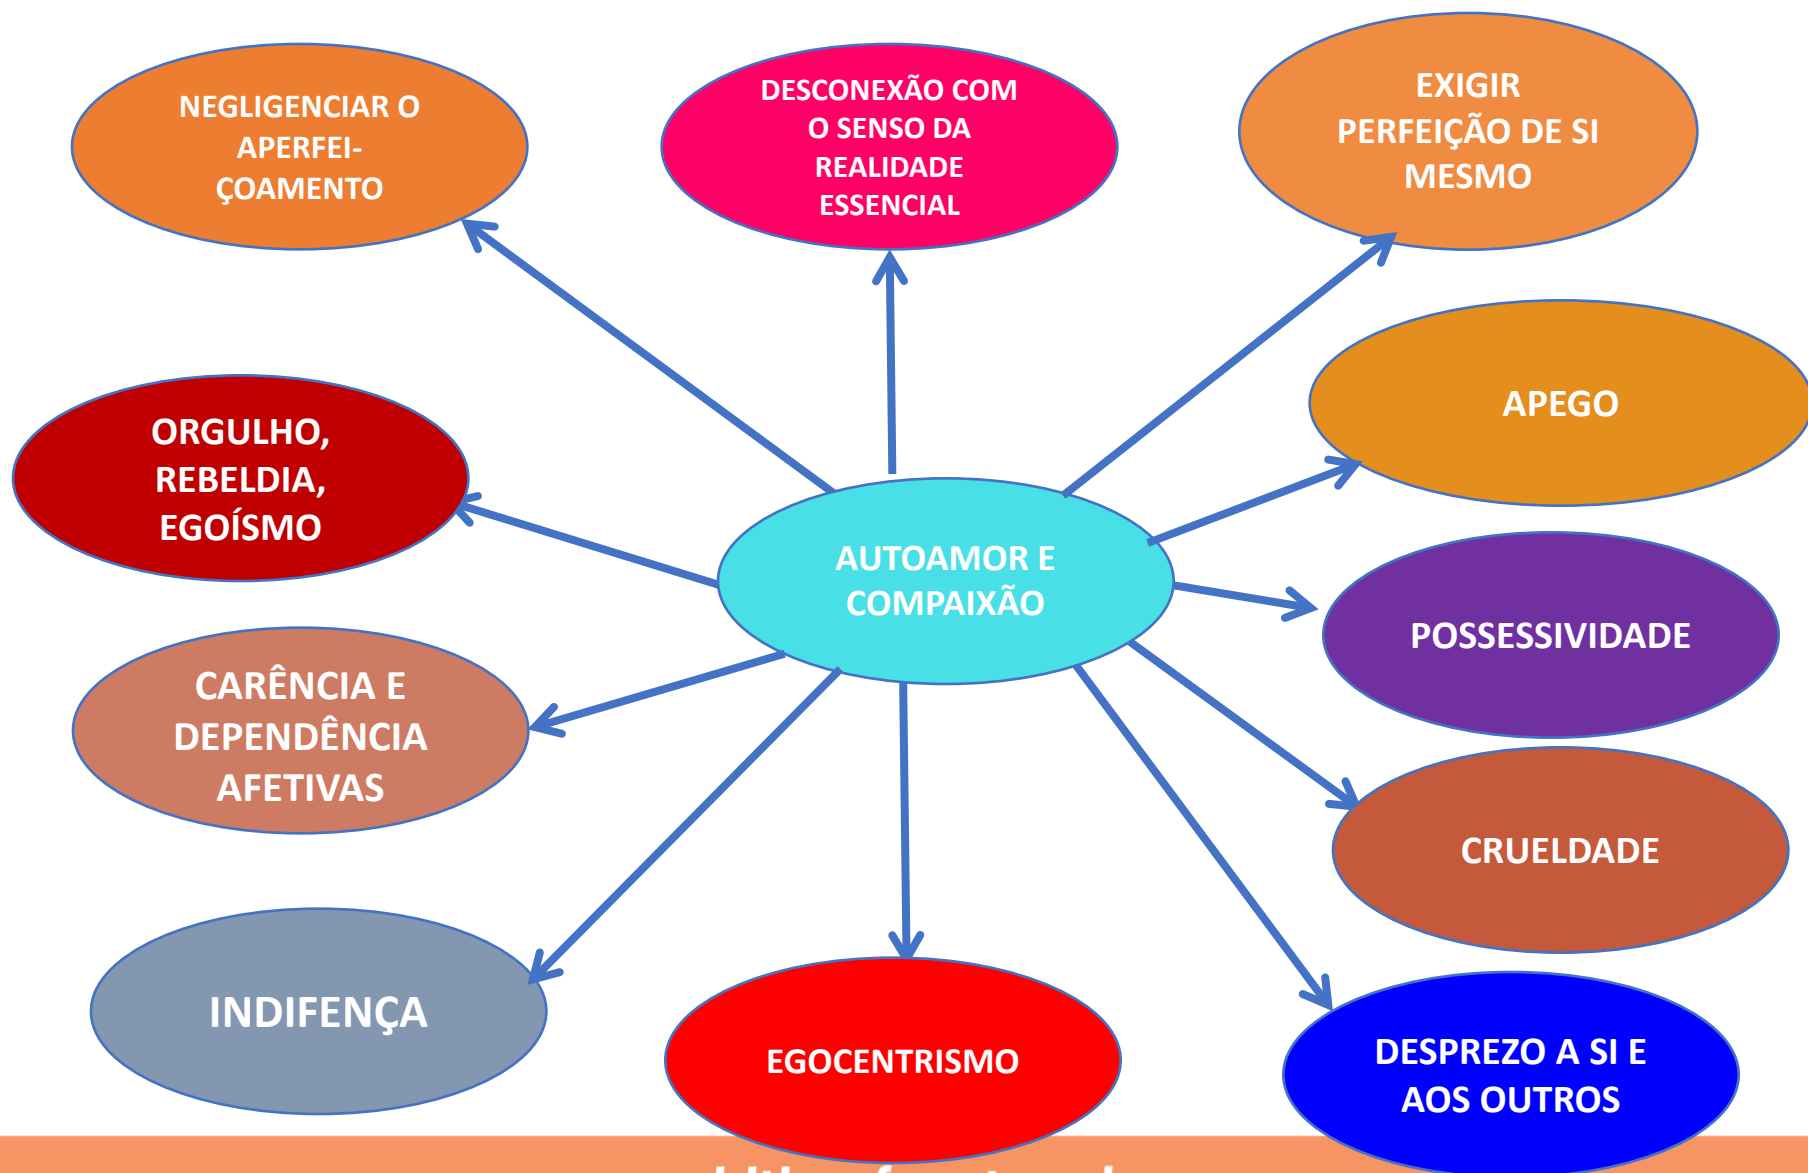 NEGLIGENCIAR O
APERFEI-
ÇOAMENTO
DESCONEXÃO COM
O SENSO DA
REALIDADE
ESSENCIAL
EXIGIR
PERFEIÇÃO DE SI
MESMO
ORGULHO,
REBELDIA,
EGOÍSMO
APEGO
AUTOAMOR E
COMPAIXÃO
POSSESSIVIDADE
CARÊNCIA E
DEPENDÊNCIA
AFETIVAS
CRUELDADE
INDIFENÇA
EGOCENTRISMO
DESPREZO A SI E
AOS OUTROS